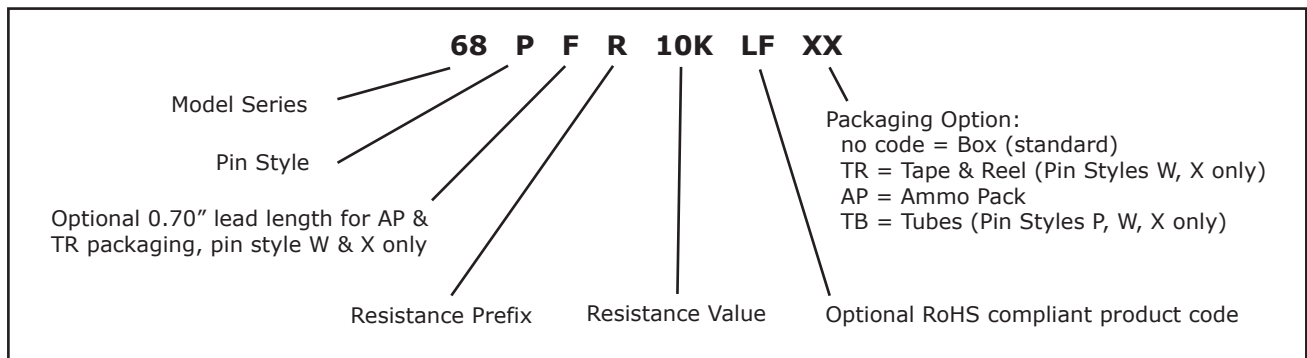 68 P F R 10K LF XX
Model Series
Pin Style
Optional 0.70” lead length for AP &
TR packaging, pin style W & X only
Resistance Prefix
Resistance Value
Packaging Option:
no code = Box (standard)
TR = Tape & Reel (Pin Styles W, X only)
AP = Ammo Pack
TB = Tubes (Pin Styles P, W, X only)
Optional RoHS compliant product code